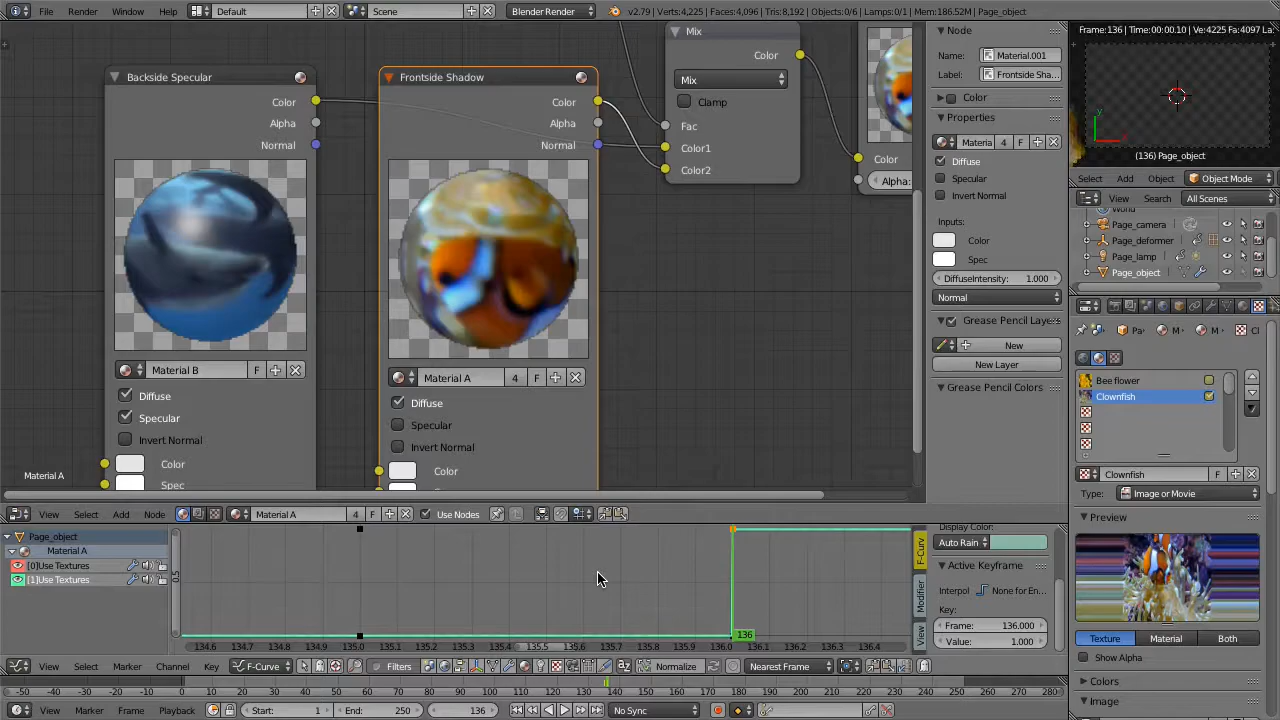 File Render Window Help Default Scene Blender Render v2.79 | Verts:4,225 | Faces:4,096 | Tris:8,192 | Objects:0/6 | Lamps:0/1 | Mem:186.52M | Page_object
Backside Specular
Color
Alpha
Normal
Material B F
Diffuse
Specular
Invert Normal
Color
Spec
Frontside Shadow
Color
Alpha
Normal
Material A 4 F
Diffuse
Specular
Invert Normal
Color
Mix
Color
Mix
Clamp
Fac
Color1
Color2
Color
Alpha:
Material A
Node
Name: Material.001
Label: Frontside Sha...
Color
Properties
Materia 4 F
Diffuse
Specular
Invert Normal
Inputs:
Color
Spec
DiffuseIntensity: 1.000
Normal
Grease Pencil Laye
New
New Layer
Grease Pencil Colors
View Select Add Node Material A 4 F Use Nodes
Page_object
Material A
[0]Use Textures
[1]Use Textures
0.5
136
134.6 134.7 134.8 134.9 135.0 135.1 135.2 135.3 135.4 135.5 135.6 135.7 135.8 135.9 136.0 136.1 136.2 136.3 136.4
F-Curv
Modifier
View
Display Color:
Auto Rain
Active Keyframe
Interpol None for En...
Key:
Frame: 136.000
Value: 1.000
View Select Marker Channel Key F-Curve Filters Normalize Nearest Frame
-50 -40 -30 -20 -10 0 10 20 30 40 50 60 70 80 90 100 110 120 130 140 150 160 170 180 190 200 210 220 230 240 250 260 270 280
View Marker Frame Playback Start: 1 End: 250 136 No Sync
Frame:136 | Time:00:00.10 | Ve:4225 Fa:4097 La:
y
(136) Page_object
Select Add Object Object Mode
View Search All Scenes
World
Page_camera
Page_deformer
Page_lamp
Page_object
Pa M M Cl
Bee flower
Clownfish
Clownfish F
Type: Image or Movie
Preview
Texture Material Both
Show Alpha
Colors
Image